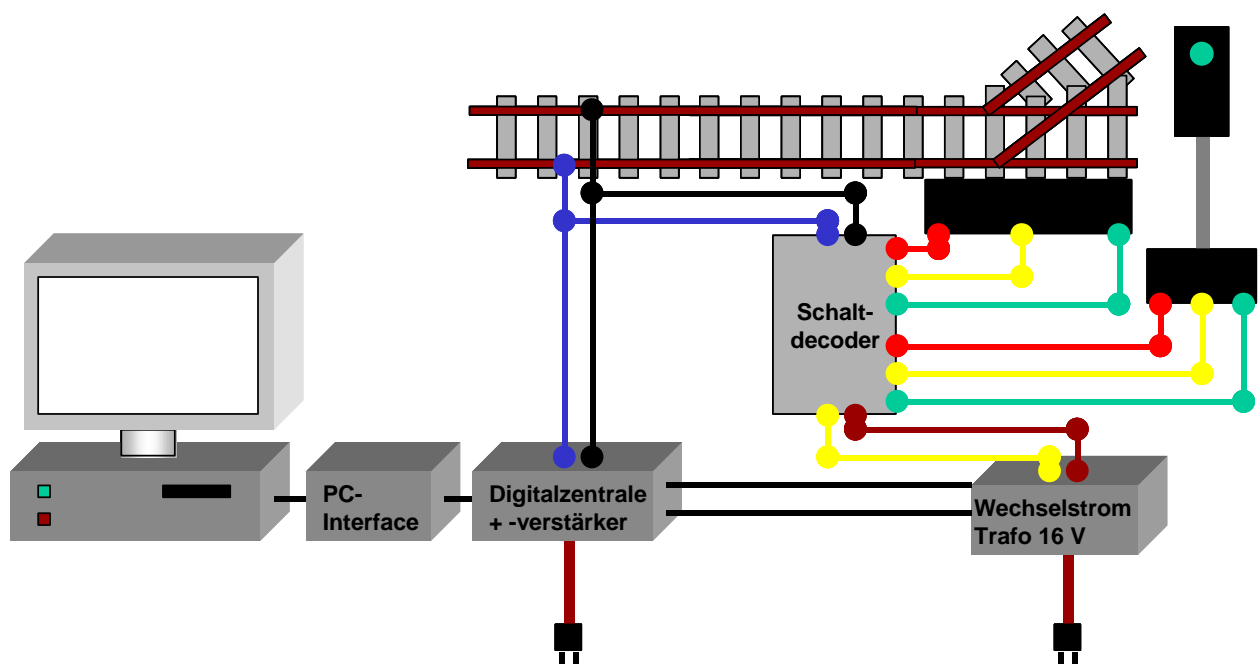 Schalt-
decoder
PC-
Interface
Digitalzentrale
+ -verstärker
Wechselstrom
Trafo 16 V